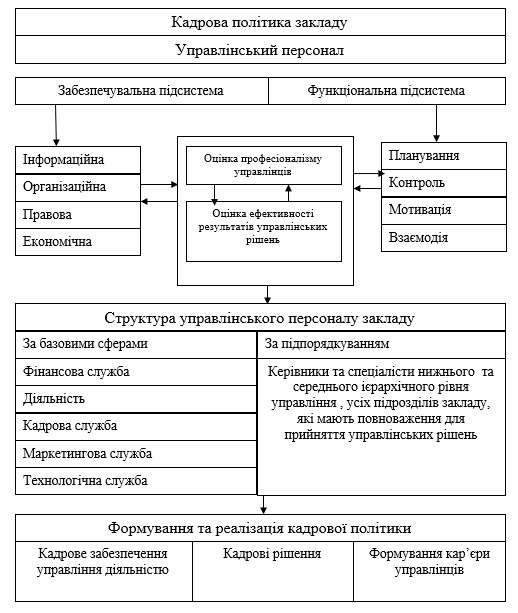 Кадрова політика закладу
Управлінський персонал
Забезпечувальна підсистема
Функціональна підсистема
Інформаційна
Організаційна
Правова
Економічна
Оцінка професіоналізму
управлінців
Оцінка ефективності
результатів управлінських
рішень
Планування
Контроль
Мотивація
Взаємодія
Структура управлінського персоналу закладу
За базовими сферами
Фінансова служба
Діяльність
Кадрова служба
Маркетингова служба
Технологічна служба
За підпорядкуванням
Керівники та спеціалісти нижнього та
середнього ієрархічного рівня
управління , усіх підрозділів закладу,
які мають повноваження для
прийняття управлінських рішень
Формування та реалізація кадрової політики
Кадрове забезпечення
управління діяльністю
Кадрові рішення
Формування кар’єри
управлінців